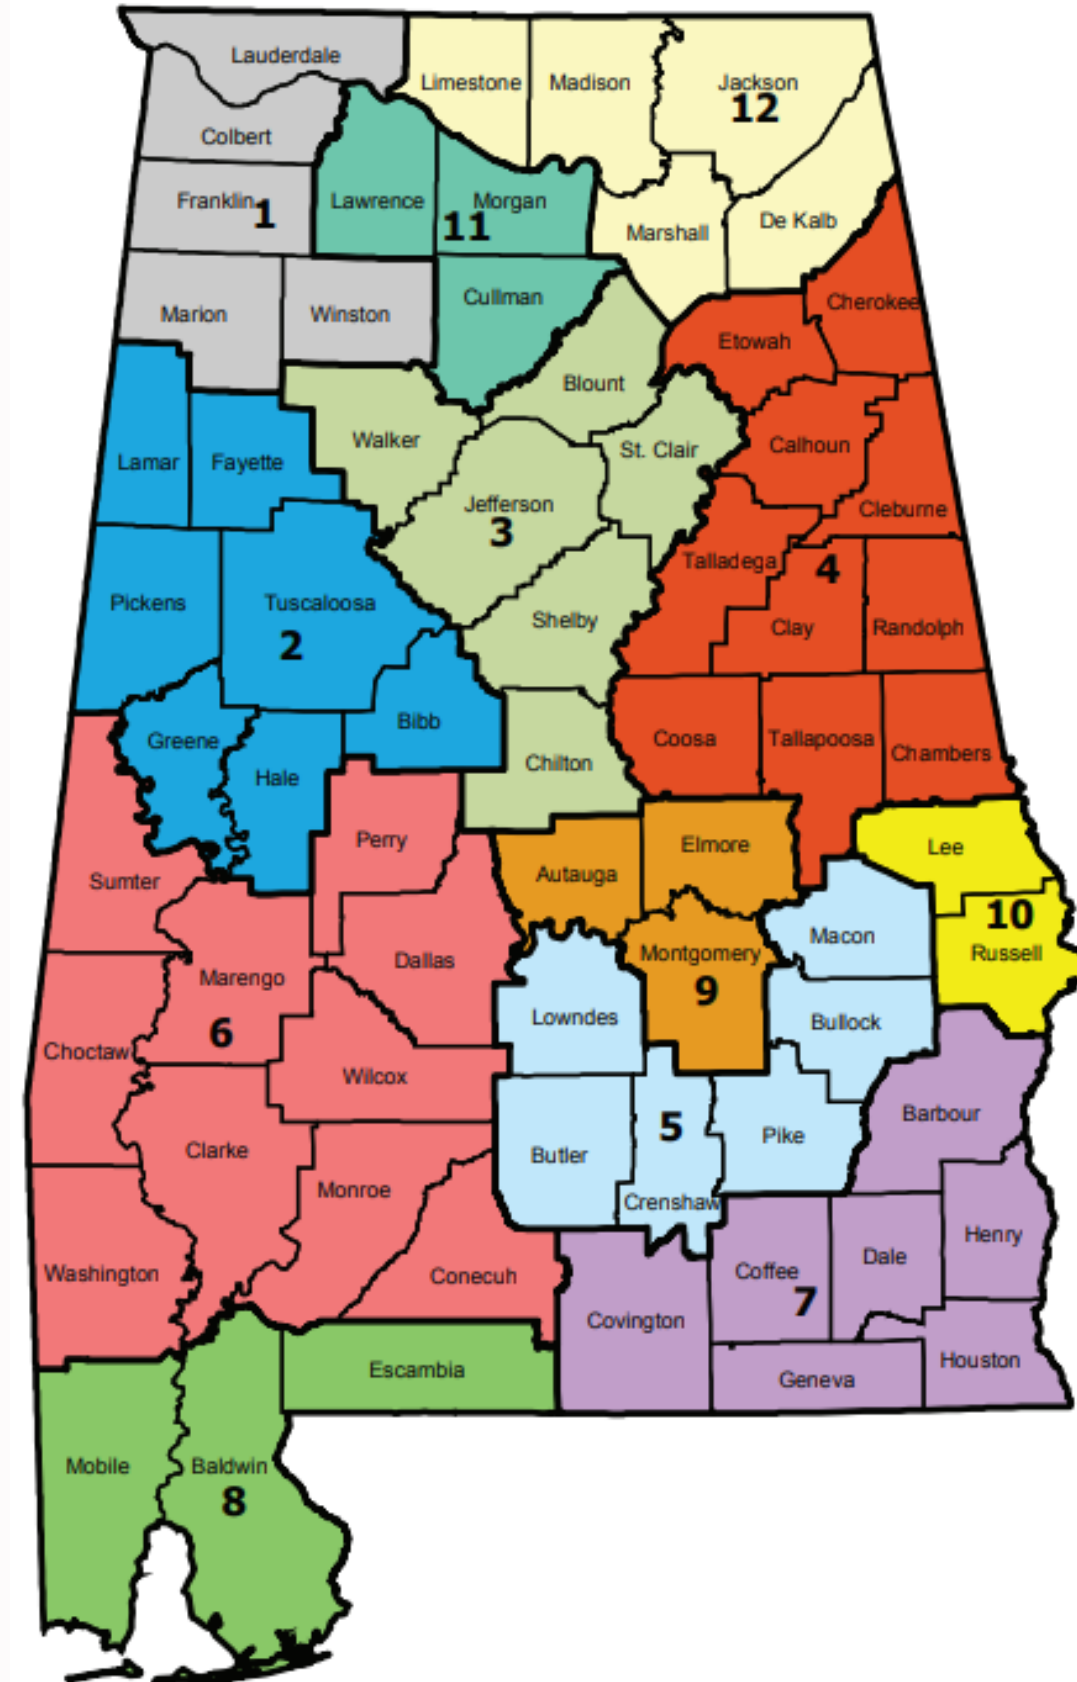 Lauderdale
Limestone
Madison
Jackson
12
Colbert
Franklin
1
Lawrence
Morgan
11
Marshall
De Kalb
Marion
Winston
Cullman
Cherokee
Etowah
Blount
Walker
St. Clair
Calhoun
Lamar
Fayette
Jefferson
3
Cleburne
Talladega
4
Pickens
Tuscaloosa
2
Shelby
Clay
Randolph
Bibb
Greene
Hale
Chilton
Coosa
Tallapoosa
Chambers
Perry
Sumter
Autauga
Elmore
Lee
10
Russell
Dallas
Marengo
6
Montgomery
9
Macon
Lowndes
Bullock
Choctaw
Wilcox
Clarke
Butler
5
Crenshaw
Pike
Barbour
Monroe
Washington
Conecuh
Covington
Coffee
7
Dale
Henry
Escambia
Geneva
Houston
Mobile
Baldwin
8